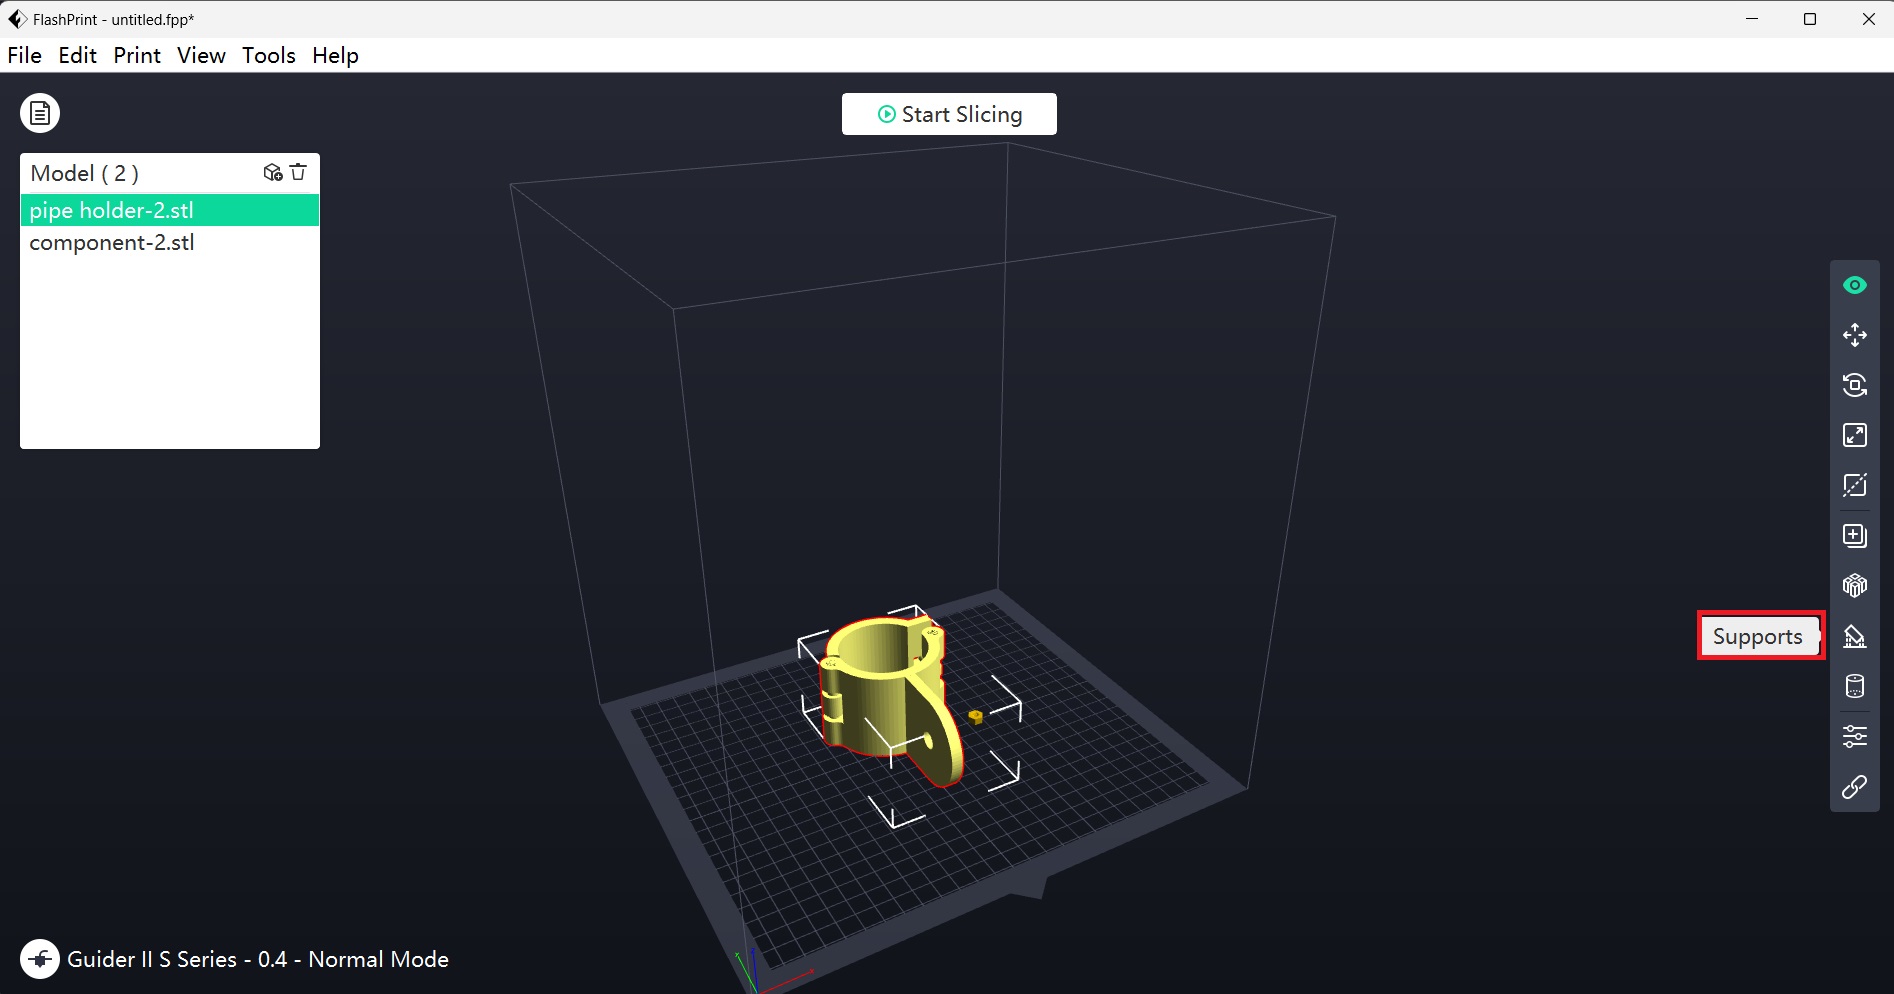 FlashPrint - untitled.fpp*
File Edit Print View Tools Help
Start Slicing
Model ( 2 )
pipe holder-2.stl
component-2.stl
Supports
Guider II S Series - 0.4 - Normal Mode